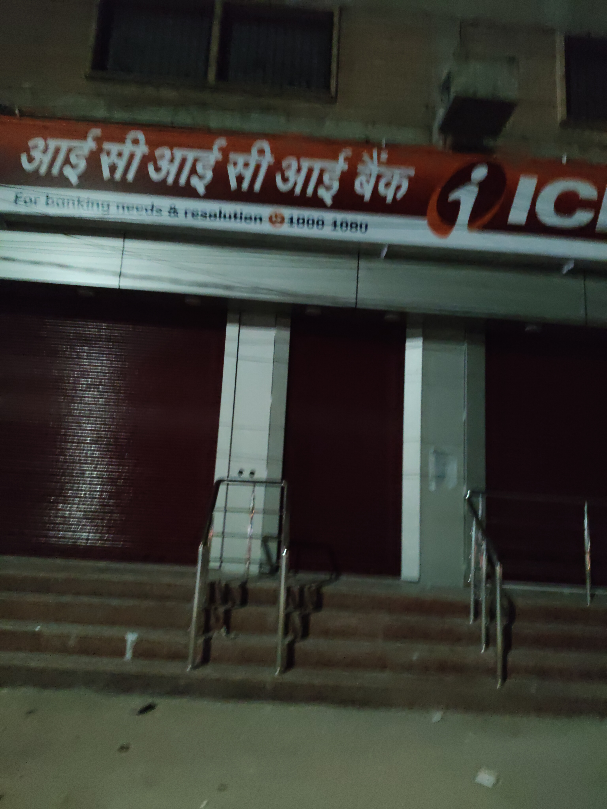 आई सी आई सी आई बैंक
ICI
For banking needs & resolution 1800 1080